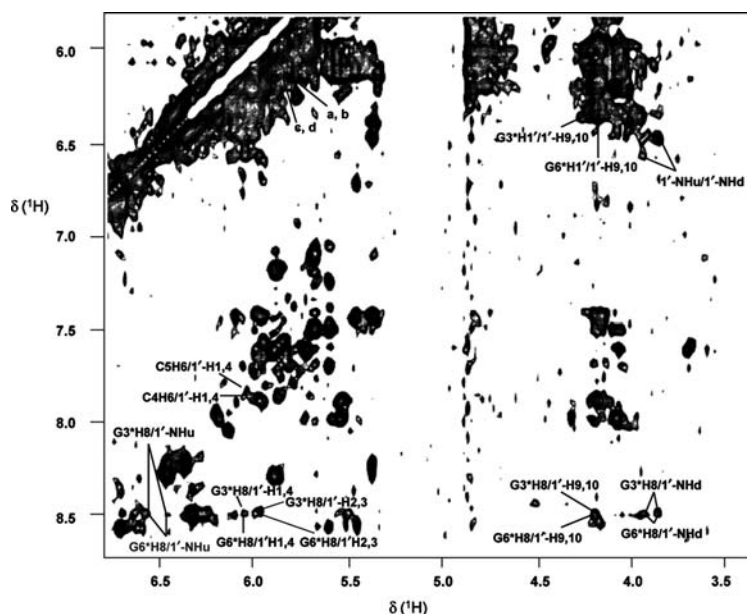 6.0
6.5
7.0
7.5
8.0
8.5
δ (¹H)
c, d
a, b
G3*H1′/1′-H9,10
G6*H1′/1′-H9,10
1′-NHu/1′-NHd
C5H6/1′-H1,4
C4H6/1′-H1,4
G3*H8/1′-NHu
G6*H8/1′-NHu
G3*H8/1′-H1,4
G3*H8/1′-H2,3
G6*H8/1′H1,4
G6*H8/1′H2,3
G3*H8/1′-H9,10
G6*H8/1′-H9,10
G3*H8/1′-NHd
G6*H8/1′-NHd
6.5 6.0 5.5 5.0 4.5 4.0 3.5
δ (¹H)